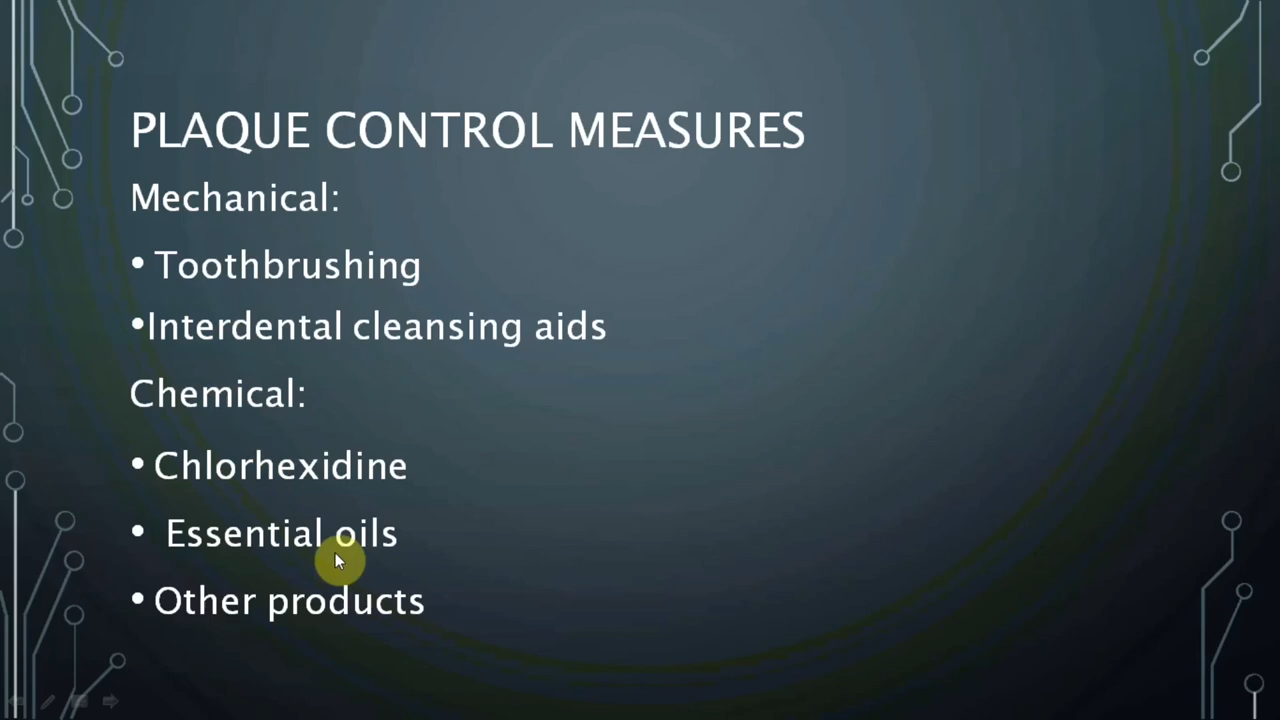 PLAQUE CONTROL MEASURES
Mechanical:
• Toothbrushing
•Interdental cleansing aids
Chemical:
• Chlorhexidine
• Essential oils
• Other products